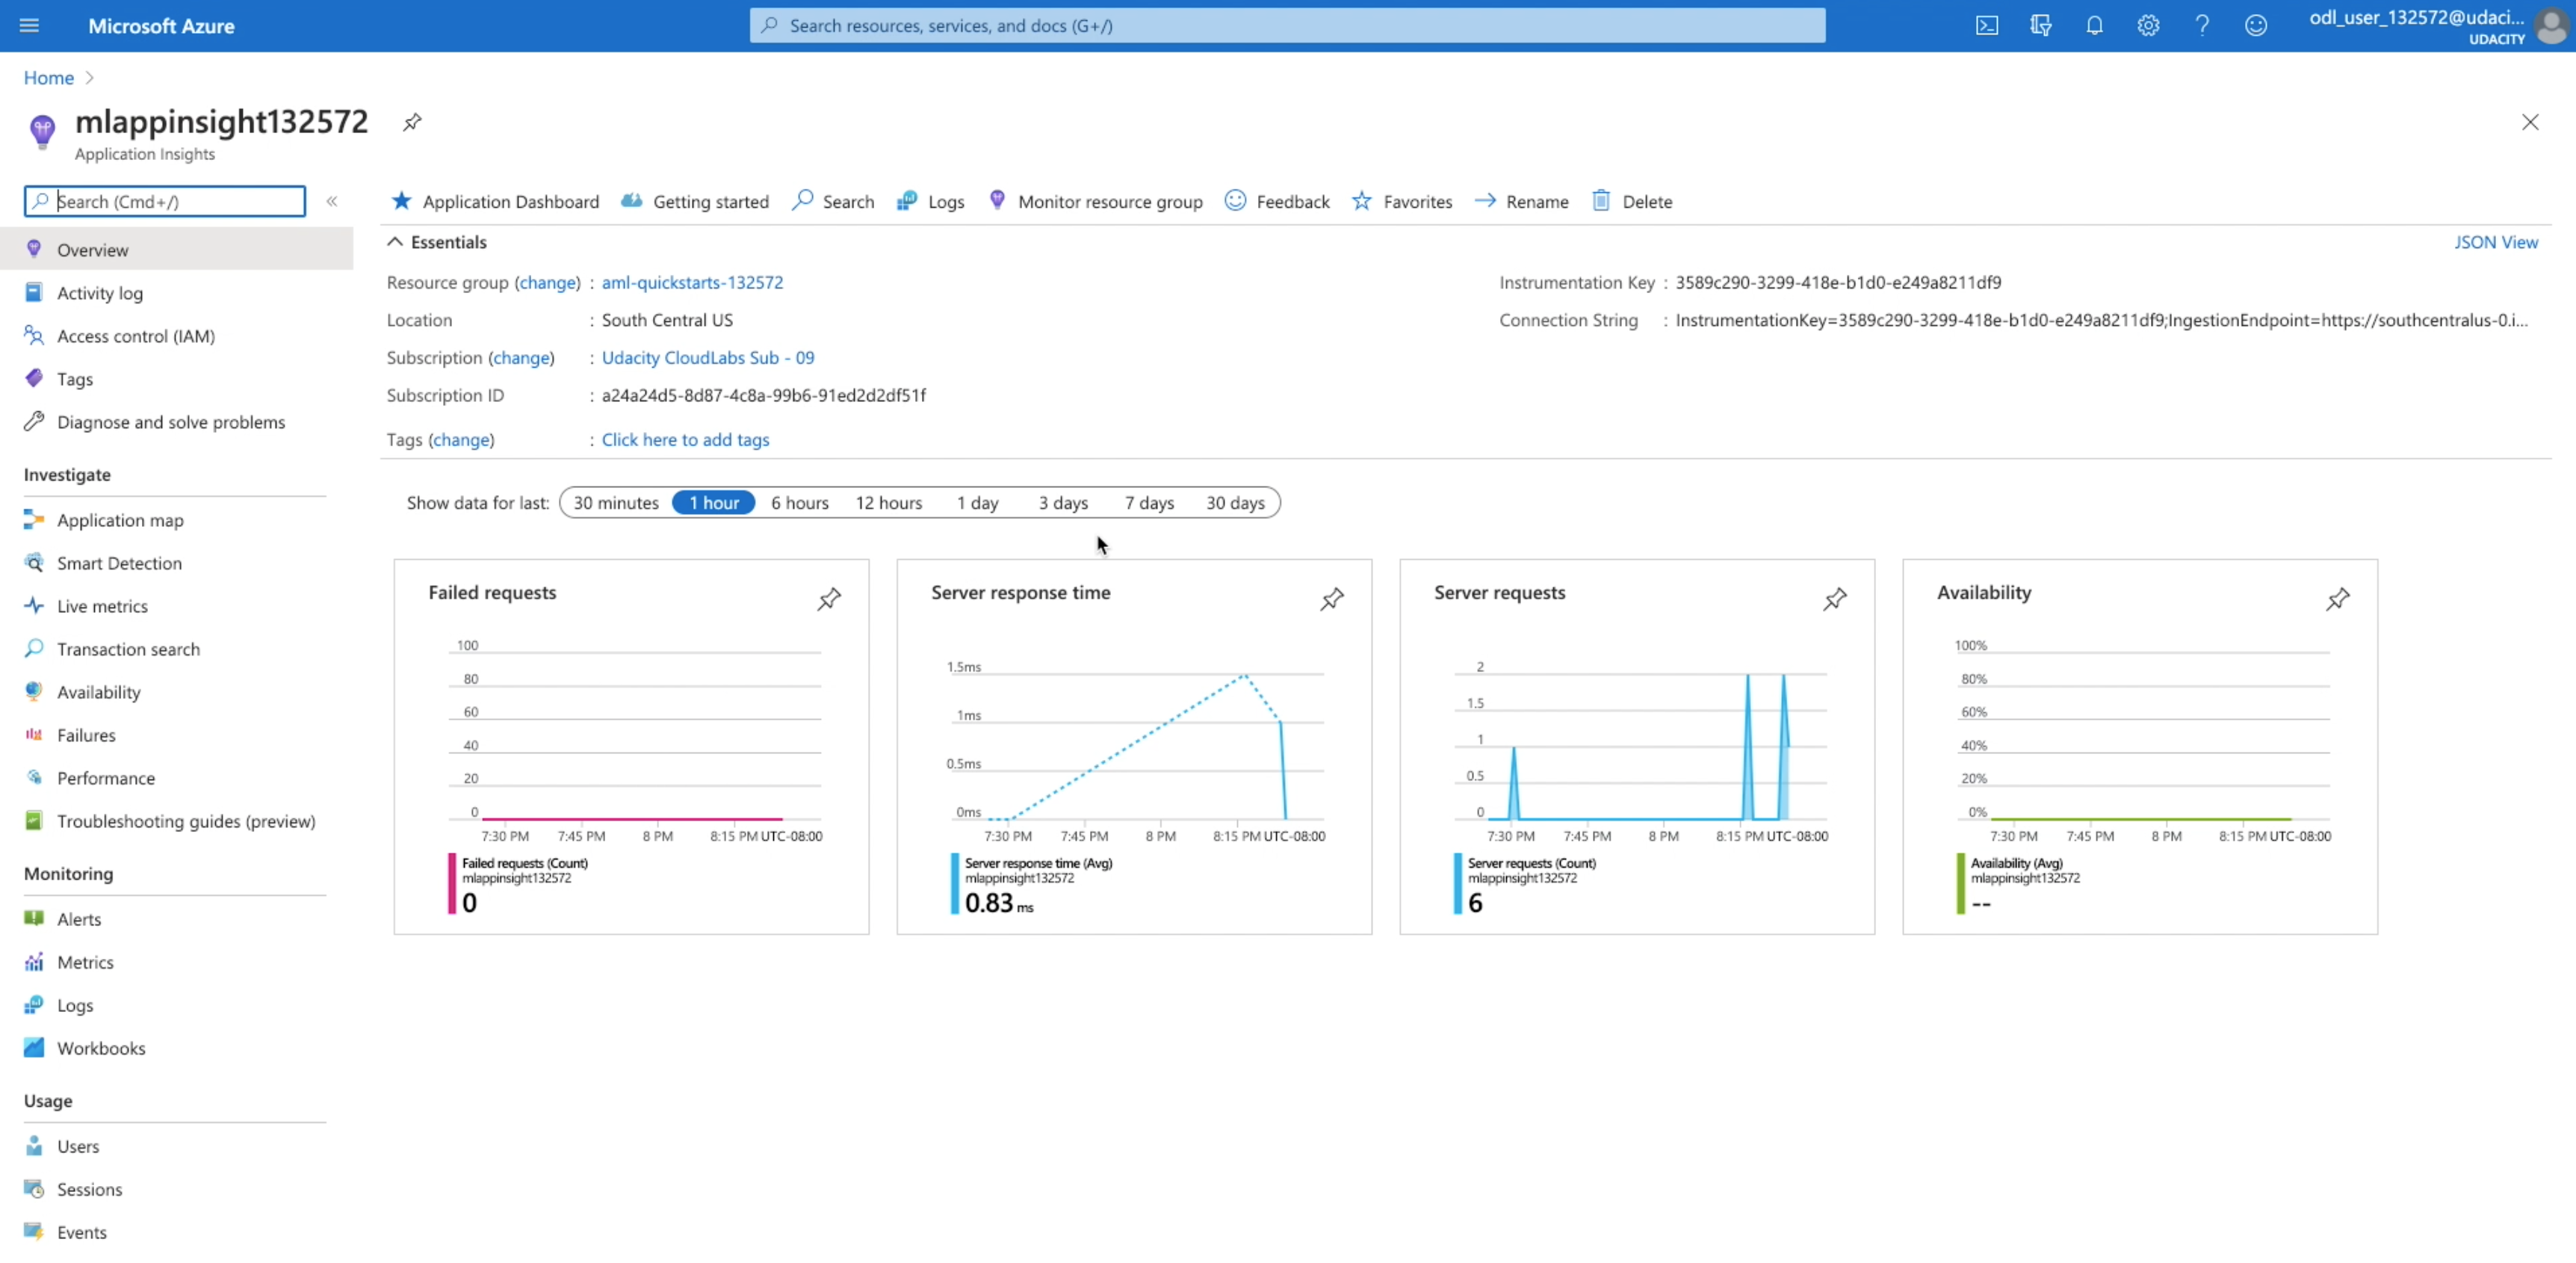 Microsoft Azure
Search resources, services, and docs (G+/)
odl_user_132572@udaci...
UDACITY
Home
mlappinsight132572
Application Insights
Search (Cmd+/)
«
Application Dashboard
Getting started
Search
Logs
Monitor resource group
Feedback
Favorites
Rename
Delete
Overview
Activity log
Access control (IAM)
Tags
Diagnose and solve problems
Investigate
Application map
Smart Detection
Live metrics
Transaction search
Availability
Failures
Performance
Troubleshooting guides (preview)
Monitoring
Alerts
Metrics
Logs
Workbooks
Usage
Users
Sessions
Events
Essentials
JSON View
Resource group (change) : aml-quickstarts-132572
Location : South Central US
Subscription (change) : Udacity CloudLabs Sub - 09
Subscription ID : a24a24d5-8d87-4c8a-99b6-91ed2d2df51f
Tags (change) : Click here to add tags
Instrumentation Key : 3589c290-3299-418e-b1d0-e249a8211df9
Connection String : InstrumentationKey=3589c290-3299-418e-b1d0-e249a8211df9;IngestionEndpoint=https://southcentralus-0.i...
Show data for last: 30 minutes 1 hour 6 hours 12 hours 1 day 3 days 7 days 30 days
Failed requests
100
80
60
40
20
0
7:30 PM 7:45 PM 8 PM 8:15 PM UTC-08:00
Failed requests (Count)
mlappinsight132572
0
Server response time
1.5ms
1ms
0.5ms
0ms
7:30 PM 7:45 PM 8 PM 8:15 PM UTC-08:00
Server response time (Avg)
mlappinsight132572
0.83 ms
Server requests
2
1.5
1
0.5
0
7:30 PM 7:45 PM 8 PM 8:15 PM UTC-08:00
Server requests (Count)
mlappinsight132572
6
Availability
100%
80%
60%
40%
20%
0%
7:30 PM 7:45 PM 8 PM 8:15 PM UTC-08:00
Availability (Avg)
mlappinsight132572
--